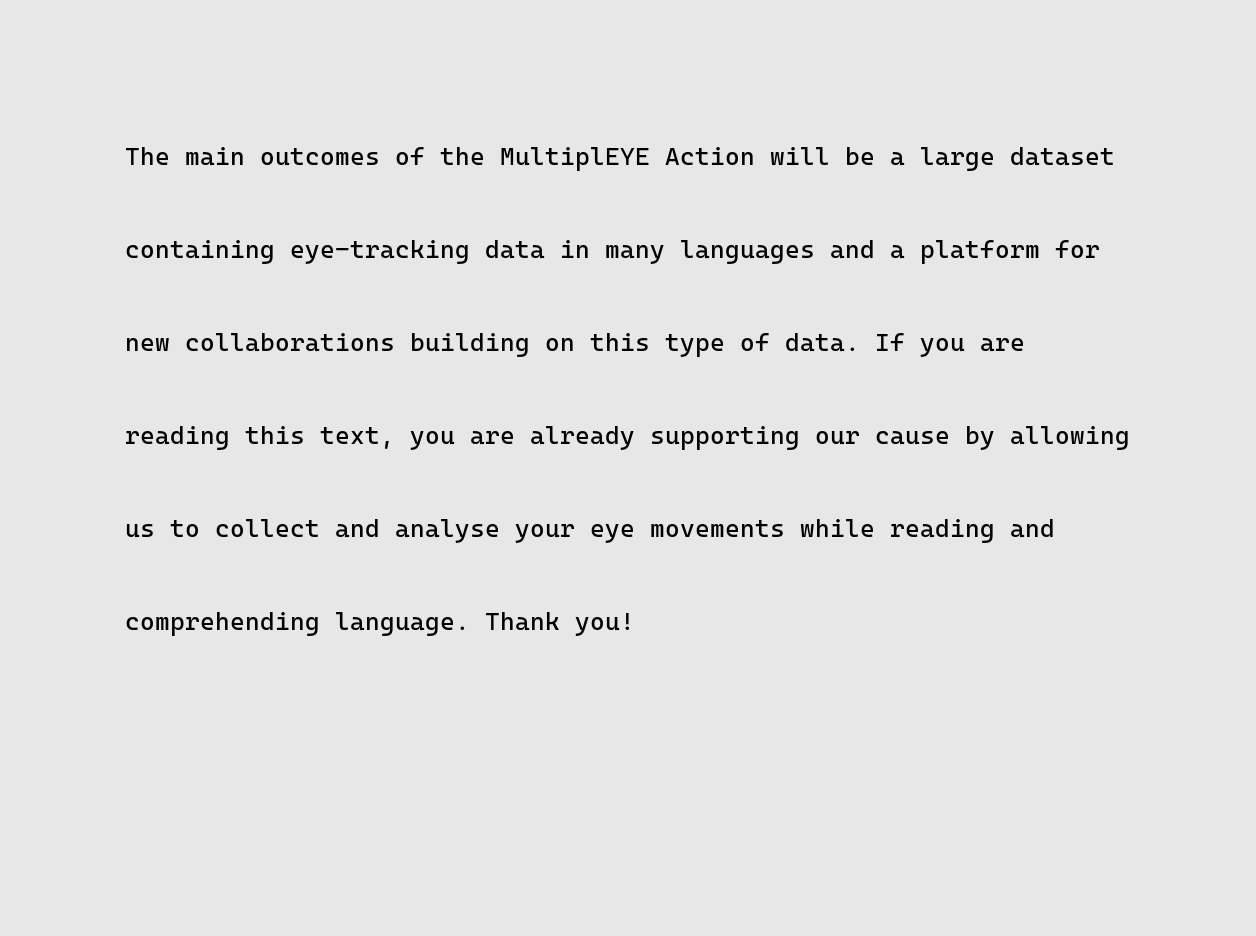 The main outcomes of the MultiplEYE Action will be a large dataset
containing eye-tracking data in many languages and a platform for
new collaborations building on this type of data. If you are
reading this text, you are already supporting our cause by allowing
us to collect and analyse your eye movements while reading and
comprehending language. Thank you!